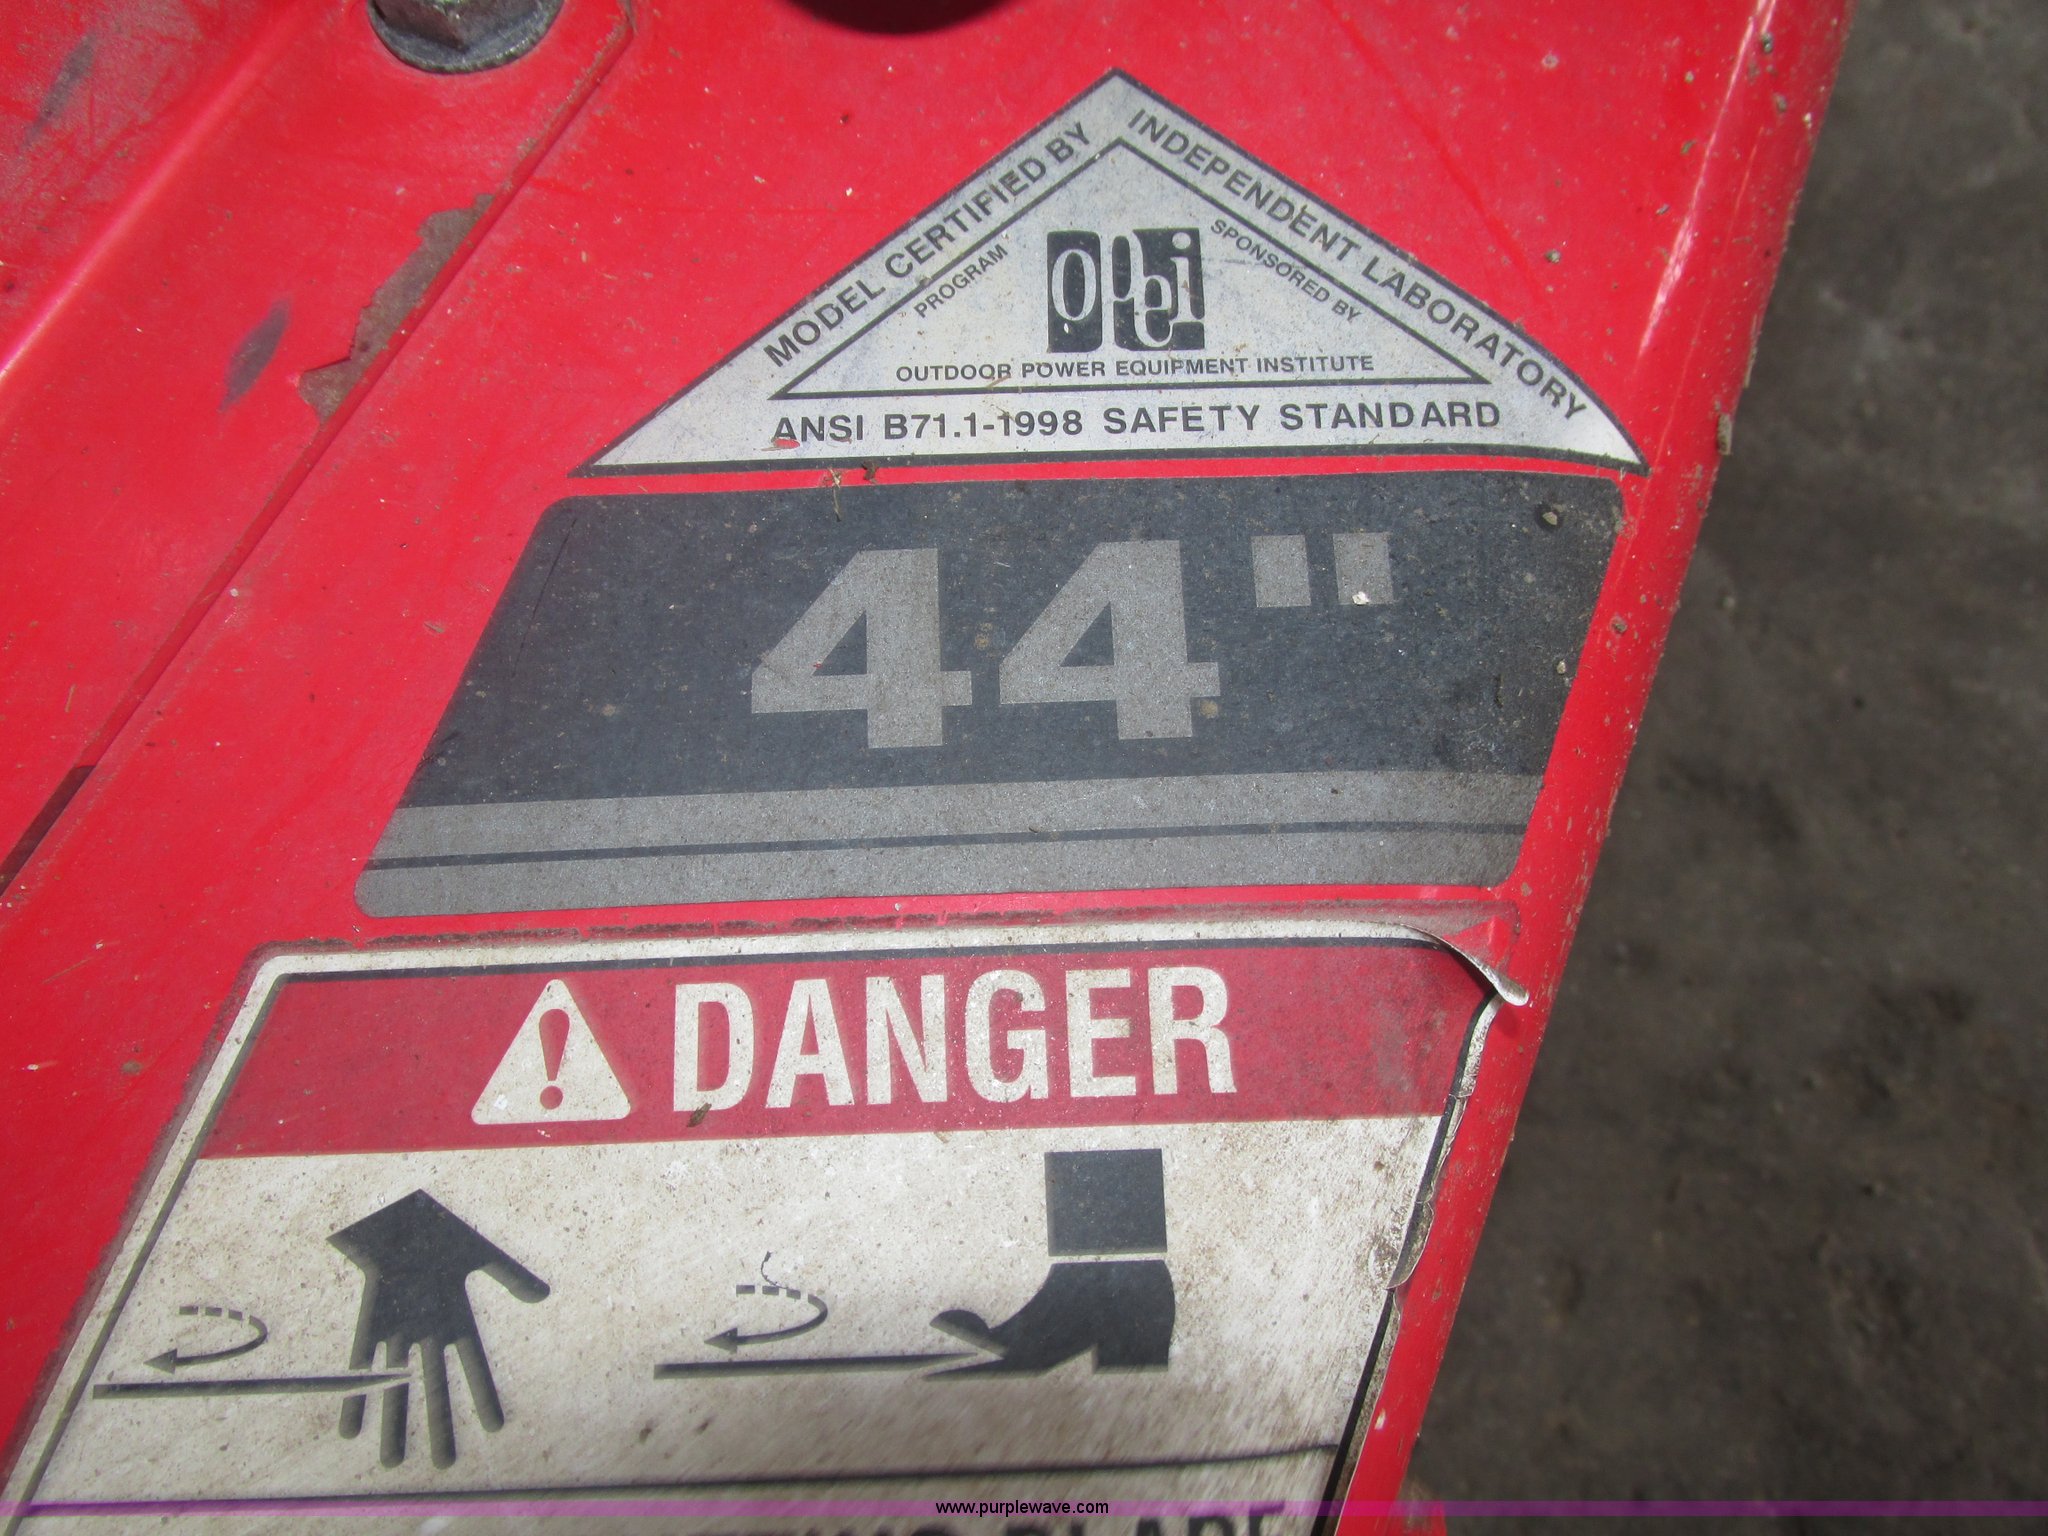 MODEL CERTIFIED BY INDEPENDENT LABORATORY
PROGRAM SPONSORED BY
opei
OUTDOOR POWER EQUIPMENT INSTITUTE
ANSI B71.1-1998 SAFETY STANDARD
44"
DANGER
BLADE
www.purplewave.com